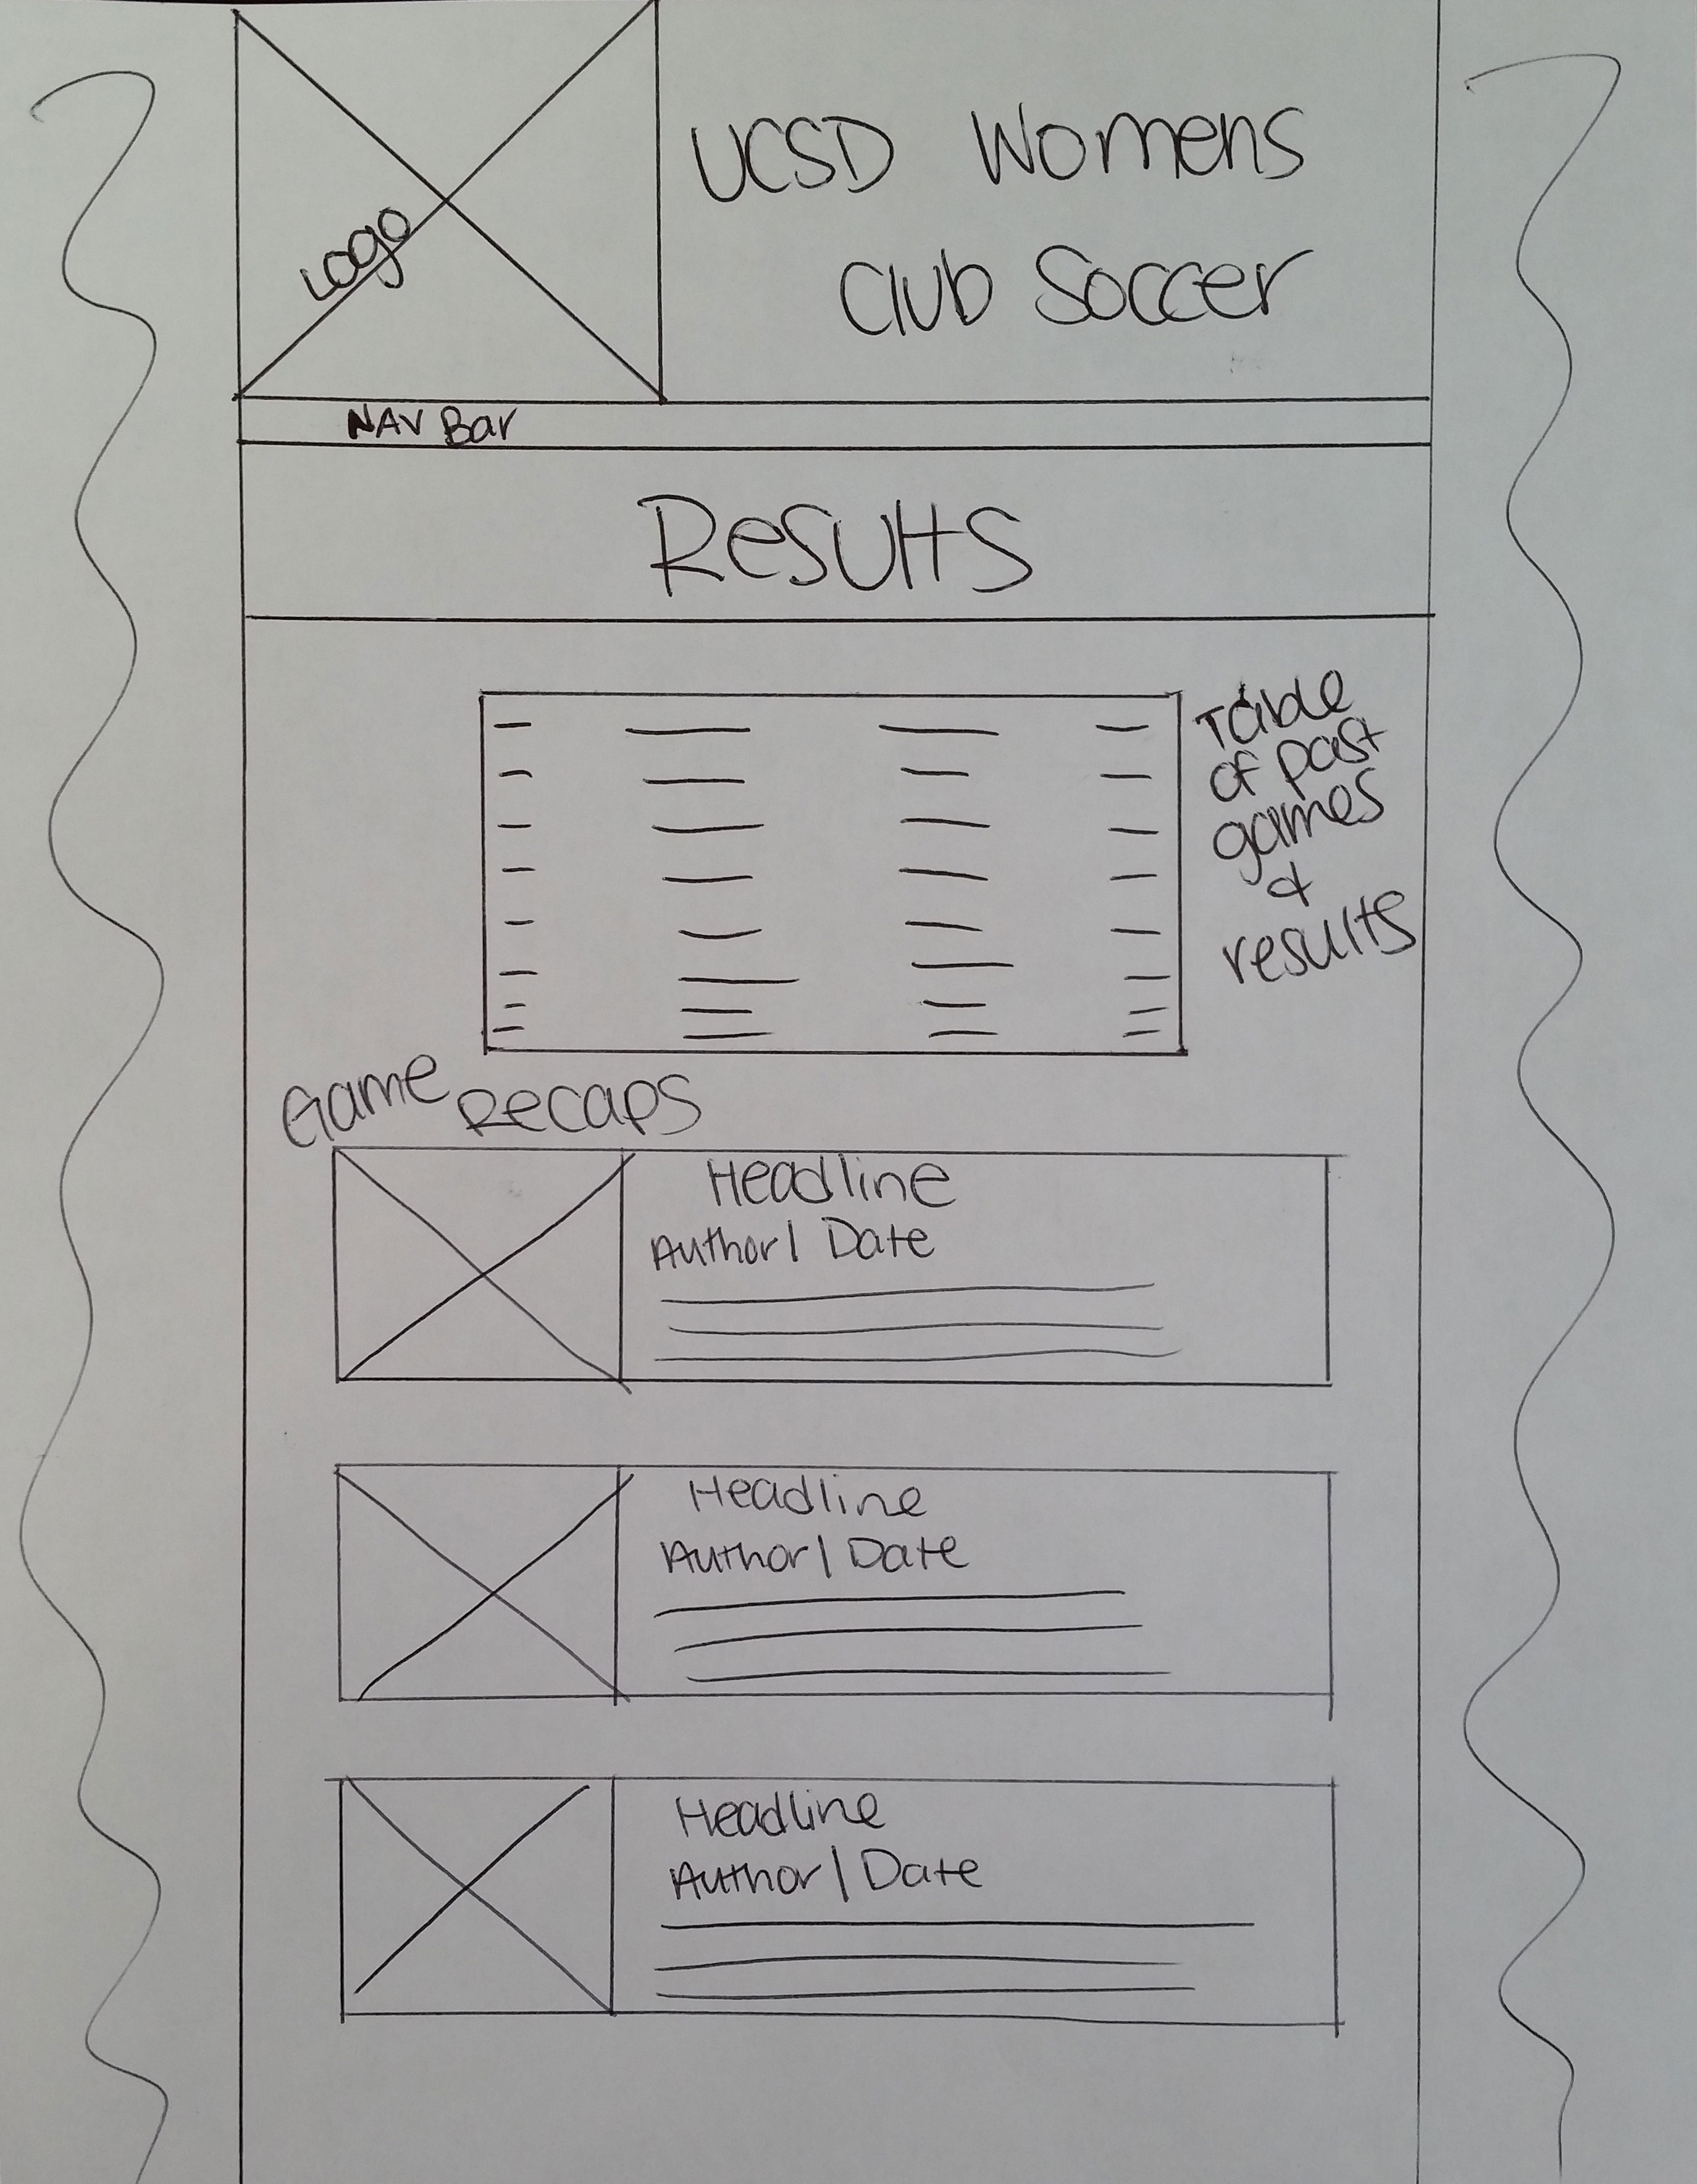 UCSD Womens
Club Soccer
Logo
NAV Bar
Results
Table
of past
games
&
results
Game Recaps
Headline
Author | Date
Headline
Author | Date
Headline
Author | Date